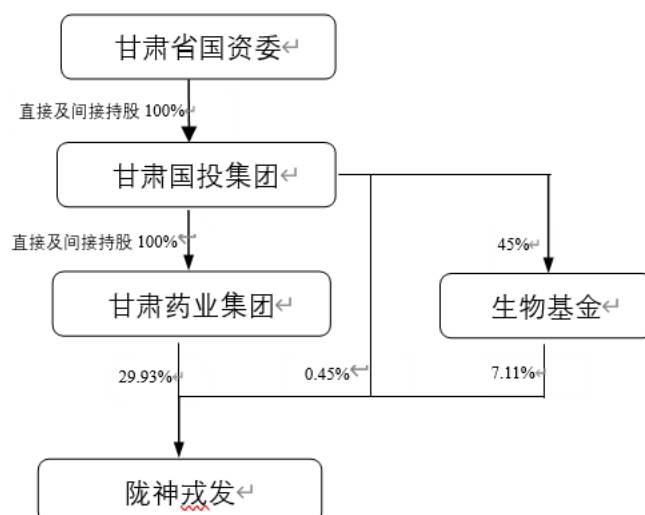 甘肃省国资委
直接及间接持股 100%
甘肃国投集团
直接及间接持股 100%
45%
甘肃药业集团
生物基金
29.93%
0.45%
7.11%
陇神戎发